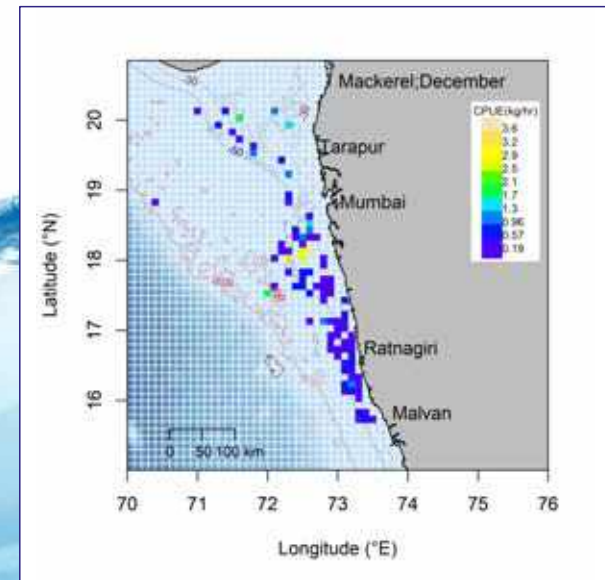 Mackerel;December
CPUE(kg/hr)
3.6
3.2
2.9
2.5
2.1
1.7
1.3
0.96
0.57
0.19
Tarapur
Mumbai
Ratnagiri
Malvan
20
19
18
17
16
Latitude (°N)
0 50 100 km
70 71 72 73 74 75 76
Longitude (°E)